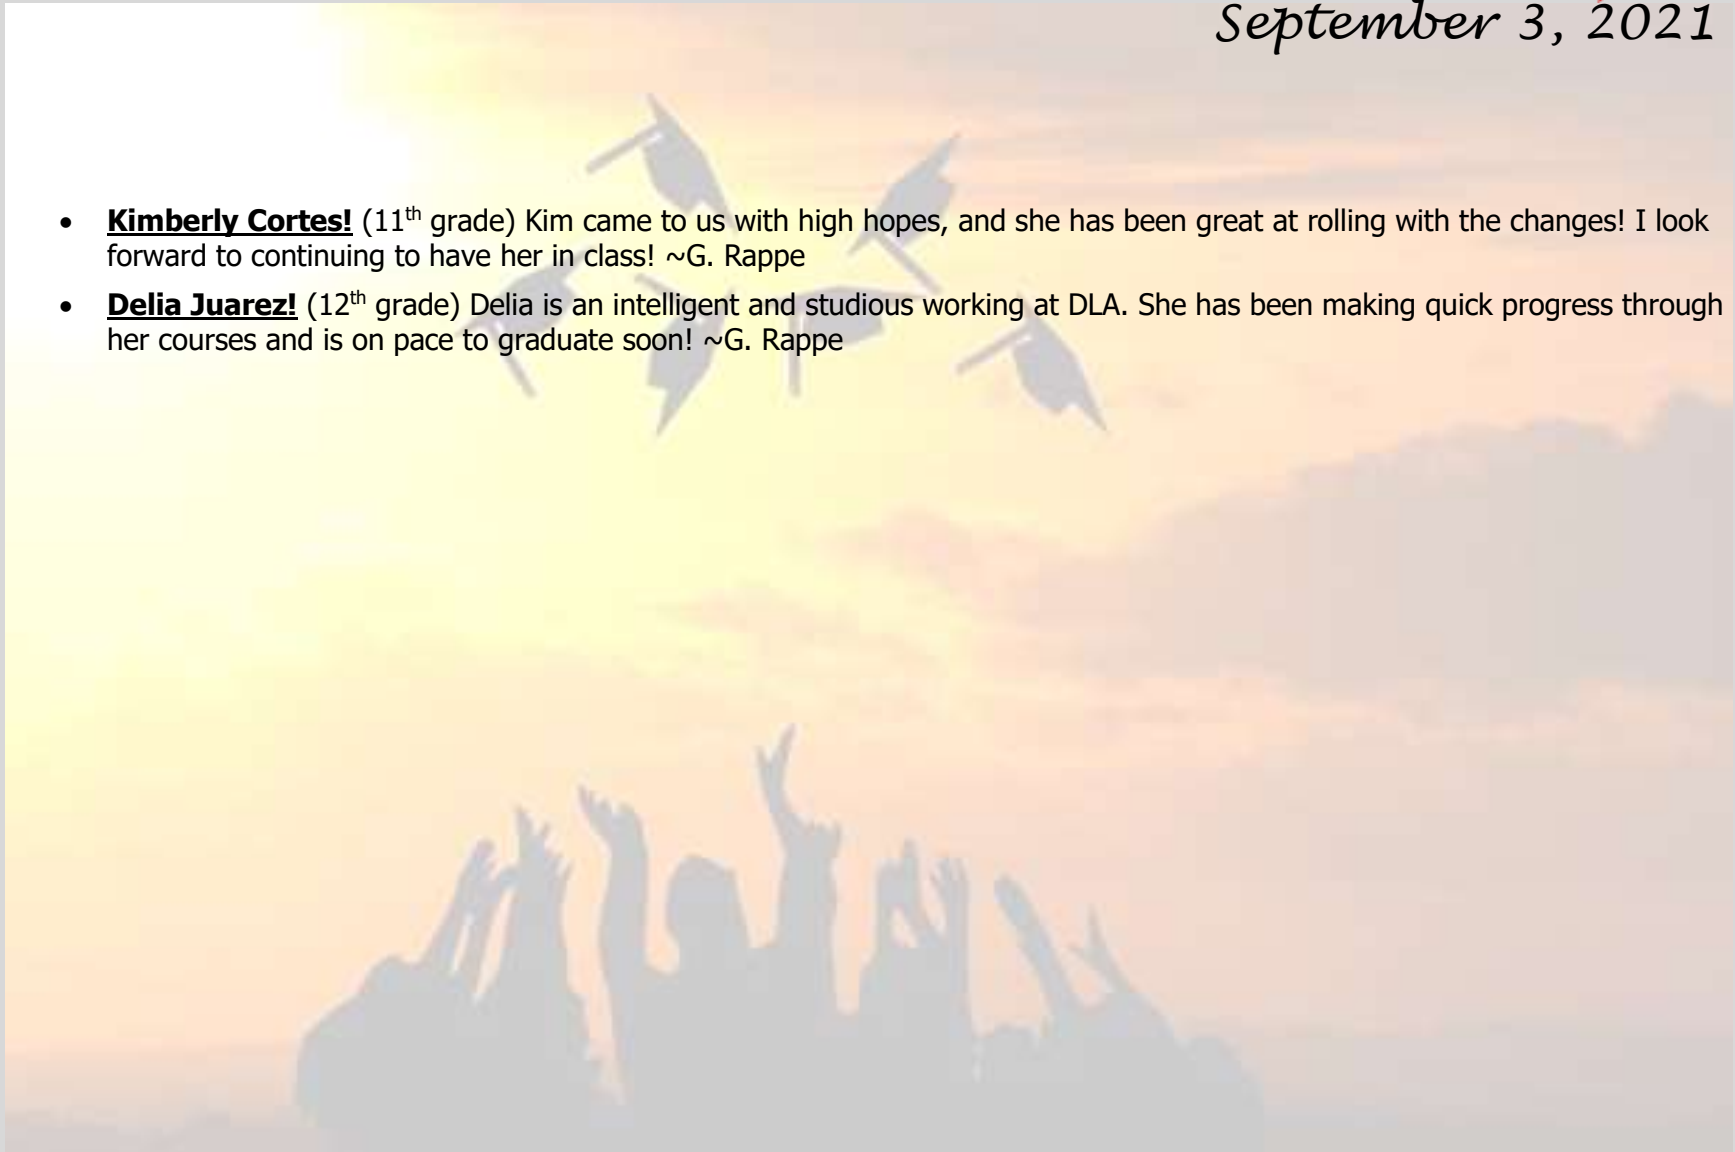 September 3, 2021
• Kimberly Cortes! (11th grade) Kim came to us with high hopes, and she has been great at rolling with the changes! I look
forward to continuing to have her in class! ~G. Rappe
• Delia Juarez! (12th grade) Delia is an intelligent and studious working at DLA. She has been making quick progress through
her courses and is on pace to graduate soon! ~G. Rappe